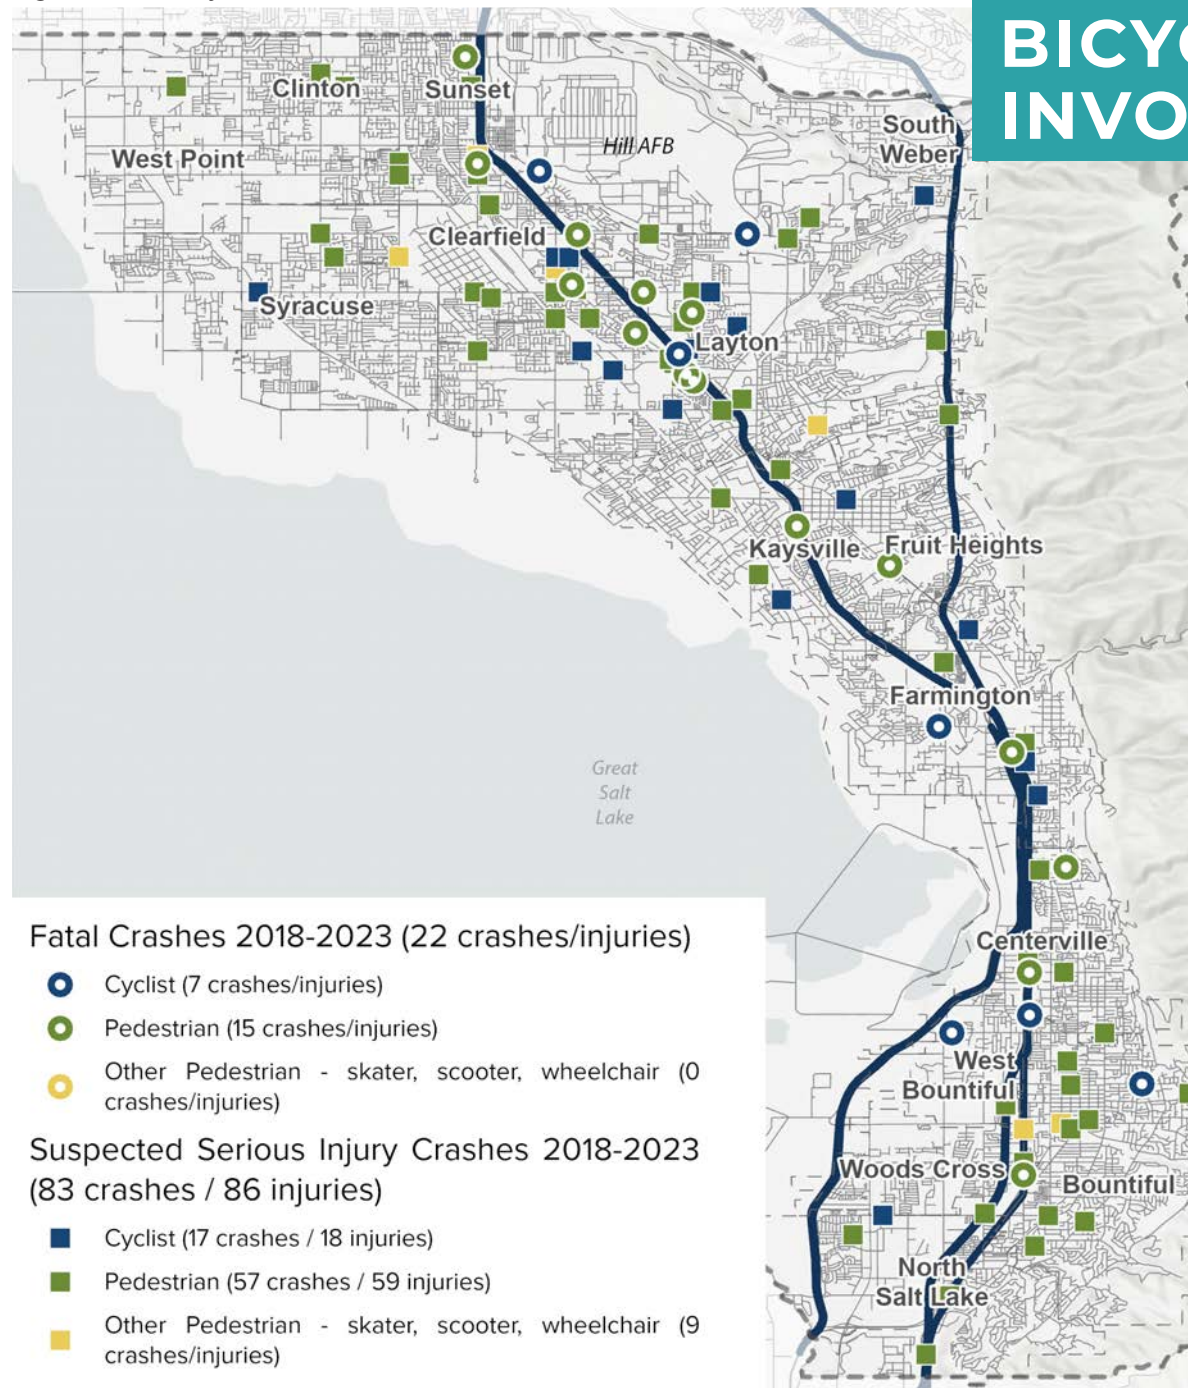 BICYC
INVO
Clinton
Sunset
South
Weber
Hill AFB
West Point
Clearfield
Syracuse
Layton
Kaysville
Fruit Heights
Farmington
Great
Salt
Lake
Centerville
West
Bountiful
Woods Cross
Bountiful
North
Salt Lake
Fatal Crashes 2018-2023 (22 crashes/injuries)
Cyclist (7 crashes/injuries)
Pedestrian (15 crashes/injuries)
Other Pedestrian - skater, scooter, wheelchair (0
crashes/injuries)
Suspected Serious Injury Crashes 2018-2023
(83 crashes / 86 injuries)
Cyclist (17 crashes / 18 injuries)
Pedestrian (57 crashes / 59 injuries)
Other Pedestrian - skater, scooter, wheelchair (9
crashes/injuries)